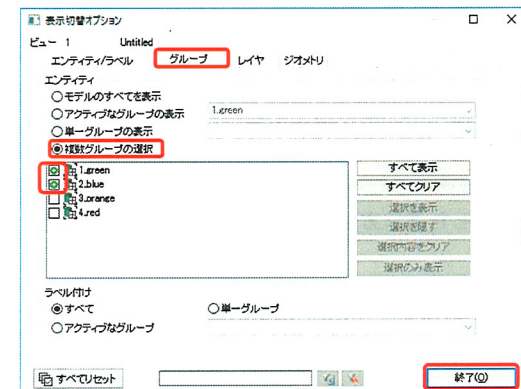 表示切替オプション
ビュー 1 Untitled
エンティティ/ラベル グループ レイヤ ジオメトリ
エンティティ
モデルのすべてを表示
アクティブなグループの表示 1.green
単一グループの表示
複数グループの選択
1.green
2.blue
3.orange
4.red
すべて表示
すべてクリア
選択を表示
選択を隠す
選択内容をクリア
選択のみ表示
ラベル付け
すべて 単一グループ
アクティブなグループ
すべてリセット 終了(O)